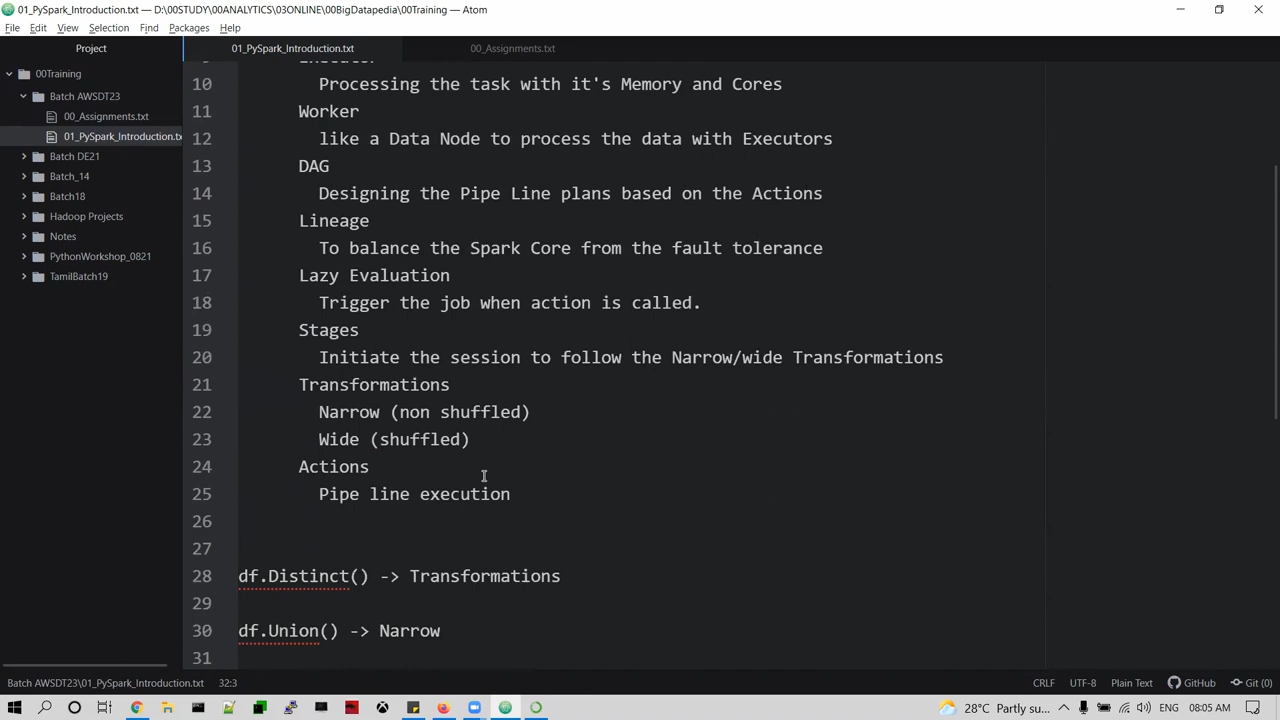 01_PySpark_Introduction.txt — D:\00STUDY\00ANALYTICS\03ONLINE\00BigDatapedia\00Training — Atom
File Edit View Selection Find Packages Help
Project
01_PySpark_Introduction.txt
00_Assignments.txt
00Training
Batch AWSDT23
00_Assignments.txt
01_PySpark_Introduction.tx
Batch DE21
Batch_14
Batch18
Hadoop Projects
Notes
PythonWorkshop_0821
TamilBatch19
10 Processing the task with it's Memory and Cores
11 Worker
12 like a Data Node to process the data with Executors
13 DAG
14 Designing the Pipe Line plans based on the Actions
15 Lineage
16 To balance the Spark Core from the fault tolerance
17 Lazy Evaluation
18 Trigger the job when action is called.
19 Stages
20 Initiate the session to follow the Narrow/wide Transformations
21 Transformations
22 Narrow (non shuffled)
23 Wide (shuffled)
24 Actions
25 Pipe line execution
26
27
28 df.Distinct() -> Transformations
29
30 df.Union() -> Narrow
31
Batch AWSDT23\01_PySpark_Introduction.txt 32:3 CRLF UTF-8 Plain Text GitHub Git (0)
28°C Partly su... ENG 08:05 AM